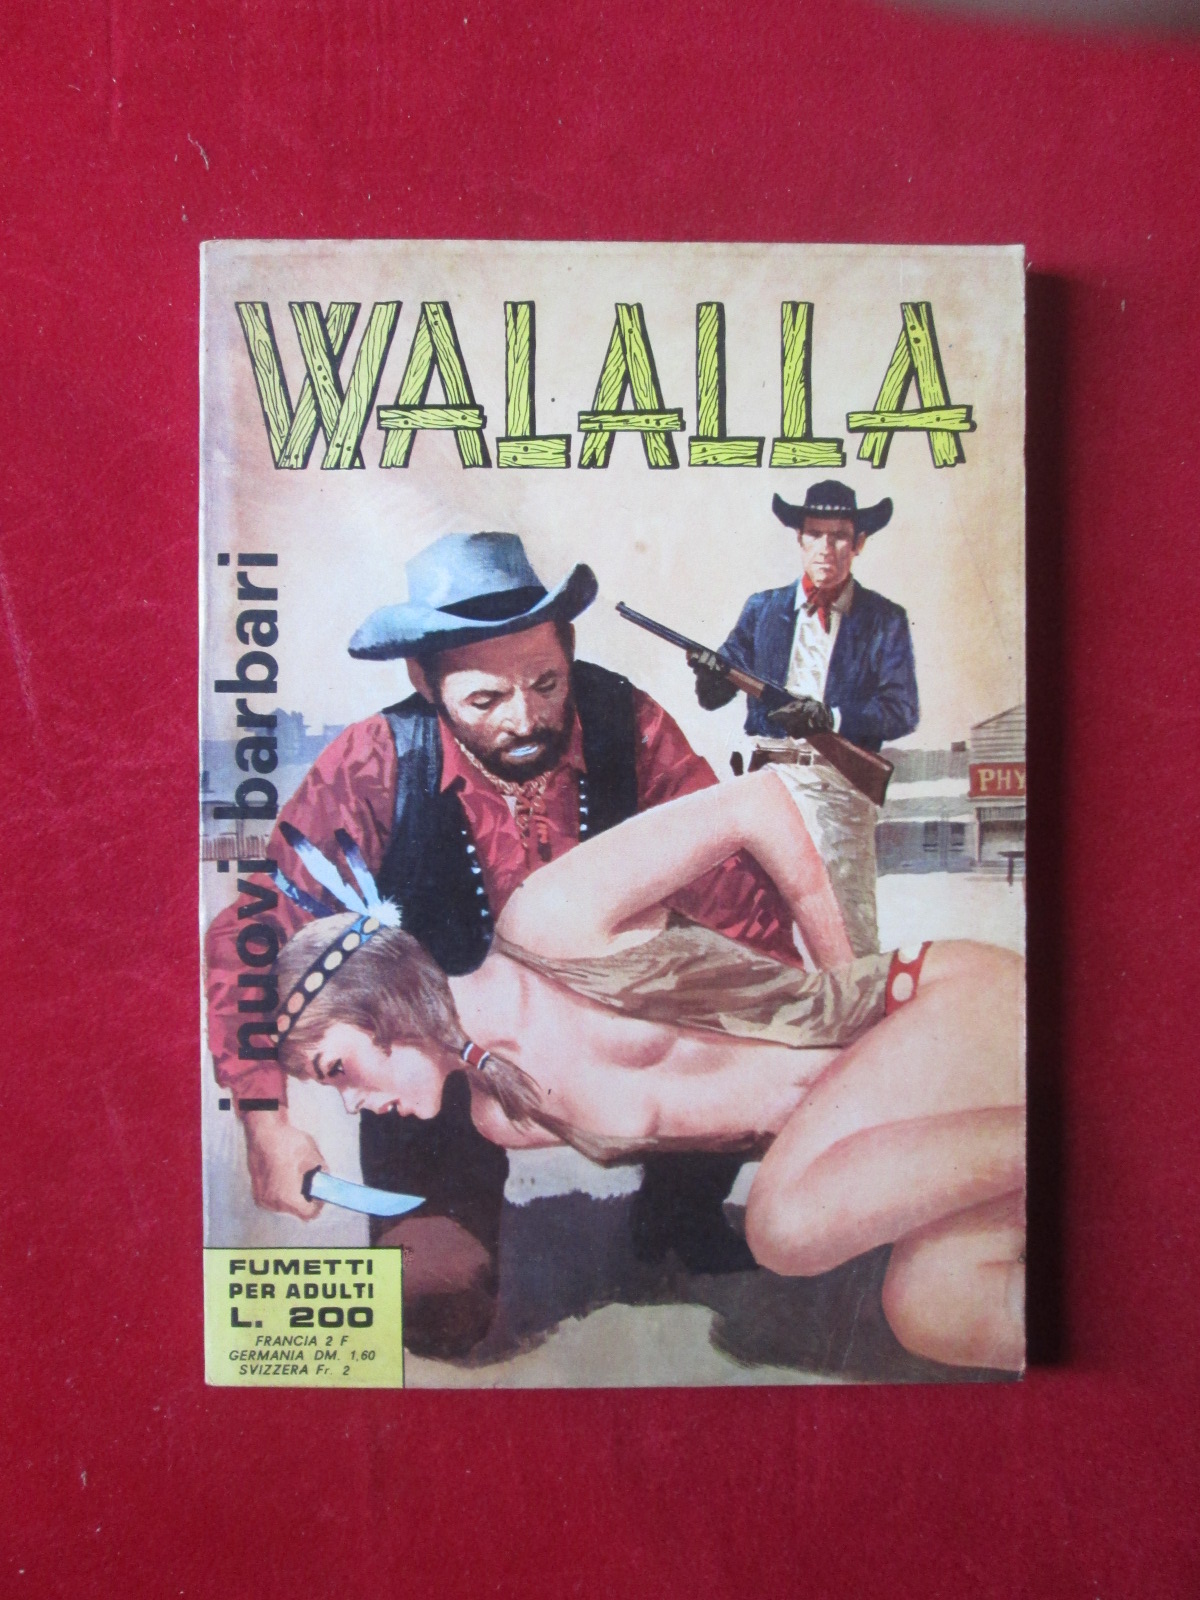 WALALLA
i nuovi barbari
PHY
FUMETTI
PER ADULTI
L. 200
FRANCIA 2 F
GERMANIA DM. 1,60
SVIZZERA Fr. 2